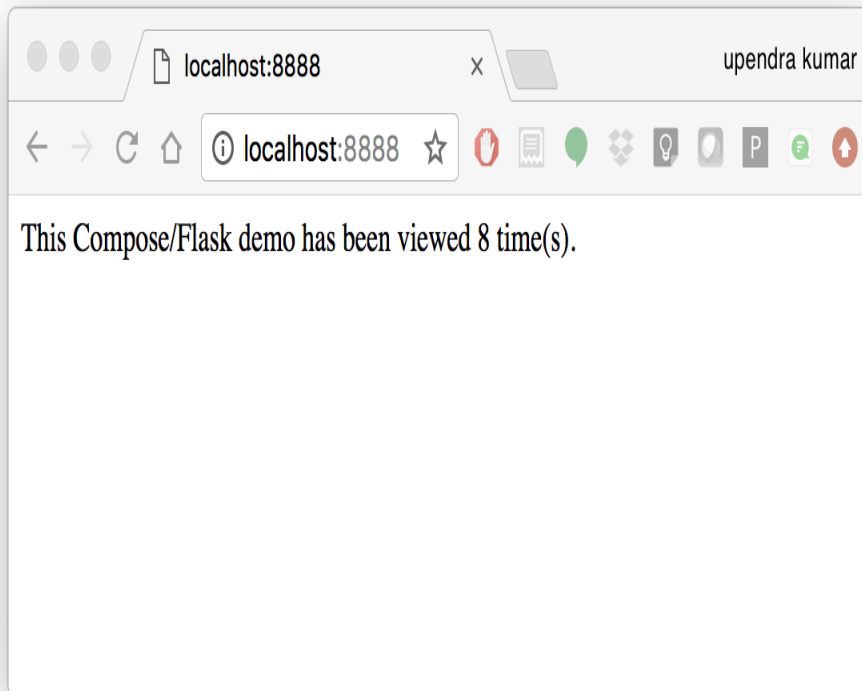 localhost:8888
upendra kumar
localhost:8888
P
This Compose/Flask demo has been viewed 8 time(s).